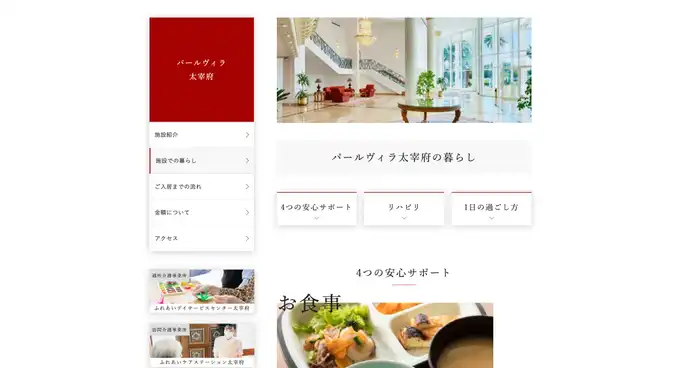 パールヴィラ
太宰府
施設紹介
施設での暮らし
ご入居までの流れ
金額について
アクセス
通所介護事業所
ふれあいデイサービスセンター太宰府
訪問介護事業所
ふれあいケアステーション太宰府
パールヴィラ太宰府の暮らし
4つの安心サポート
リハビリ
1日の過ごし方
4つの安心サポート
お食事